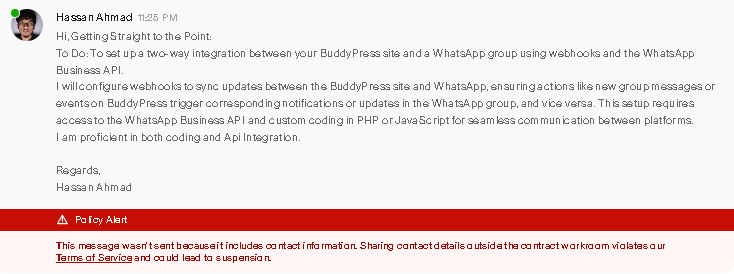 Hassan Ahmad 11:25 PM
Hi, Getting Straight to the Point:
To Do: To set up a two-way integration between your BuddyPress site and a WhatsApp group using webhooks and the WhatsApp
Business API.
I will configure webhooks to sync updates between the BuddyPress site and WhatsApp, ensuring actions like new group messages or
events on BuddyPress trigger corresponding notifications or updates in the WhatsApp group, and vice versa. This setup requires
access to the WhatsApp Business API and custom coding in PHP or JavaScript for seamless communication between platforms.
I am proficient in both coding and Api Integration.
Regards,
Hassan Ahmad
Policy Alert
This message wasn't sent because it includes contact information. Sharing contact details outside the contract workroom violates our
Terms of Service and could lead to suspension.